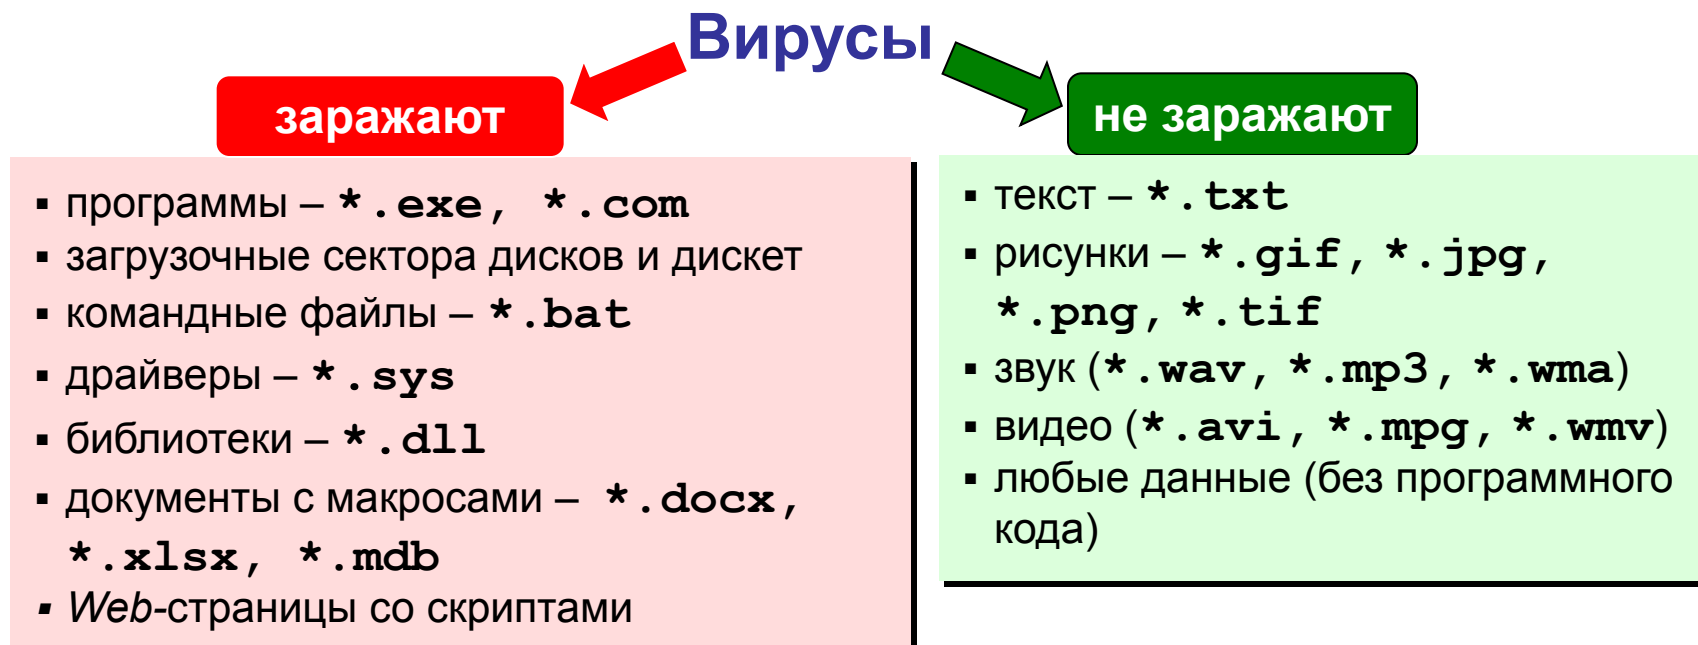 Вирусы
заражают
▪ программы – *.exe, *.com
▪ загрузочные сектора дисков и дискет
▪ командные файлы – *.bat
▪ драйверы – *.sys
▪ библиотеки – *.dll
▪ документы с макросами – *.docx,
*.xlsx, *.mdb
▪ Web-страницы со скриптами
не заражают
▪ текст – *.txt
▪ рисунки – *.gif, *.jpg,
*.png, *.tif
▪ звук (*.wav, *.mp3, *.wma)
▪ видео (*.avi, *.mpg, *.wmv)
▪ любые данные (без программного
кода)